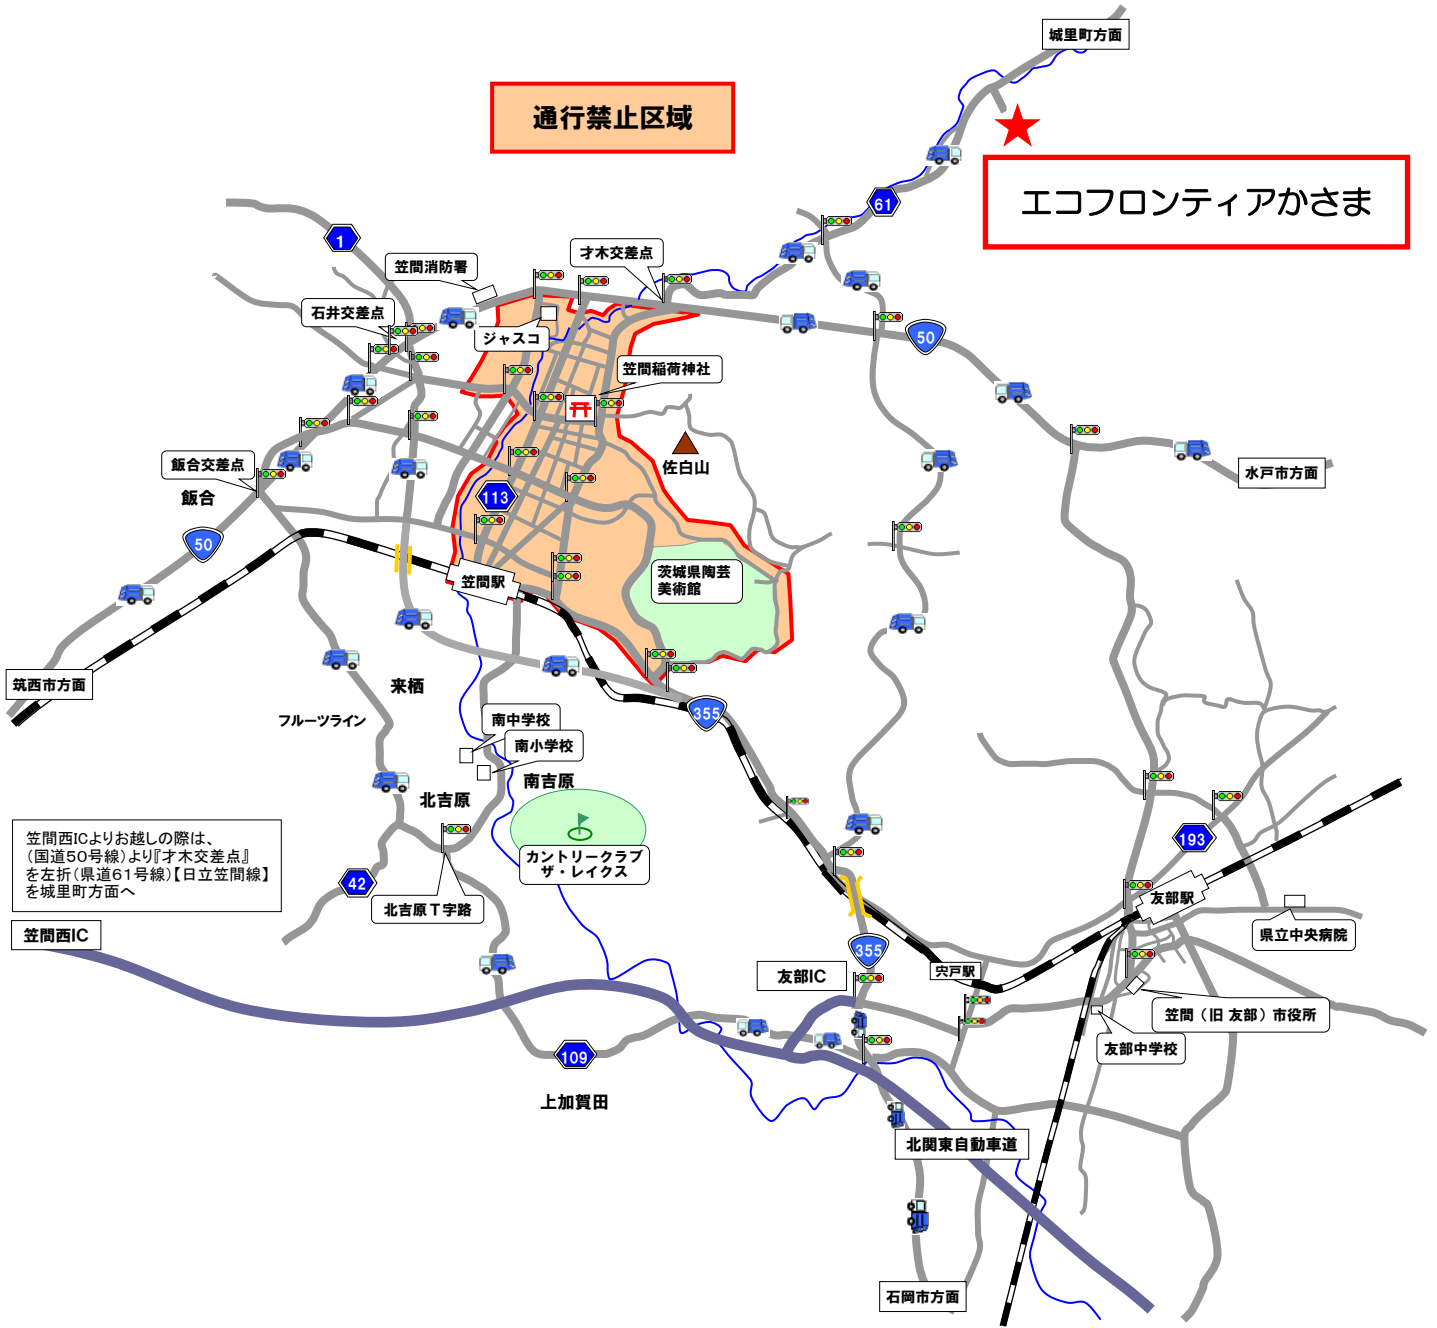 城里町方面
通行禁止区域
エコフロンティアかさま
61
1
笠間消防署
才木交差点
石井交差点
ジャスコ
50
笠間稲荷神社
飯合交差点
飯合
佐白山
水戸市方面
113
50
笠間駅
茨城県陶芸
美術館
筑西市方面
来栖
フルーツライン
355
南中学校
南小学校
南吉原
北吉原
笠間西ICよりお越しの際は、
(国道50号線)より『才木交差点』
を左折(県道61号線)【日立笠間線】
を城里町方面へ
カントリークラブ
ザ・レイクス
193
42
北吉原T字路
友部駅
県立中央病院
笠間西IC
355
友部IC
宍戸駅
笠間(旧 友部)市役所
友部中学校
109
上加賀田
北関東自動車道
石岡市方面